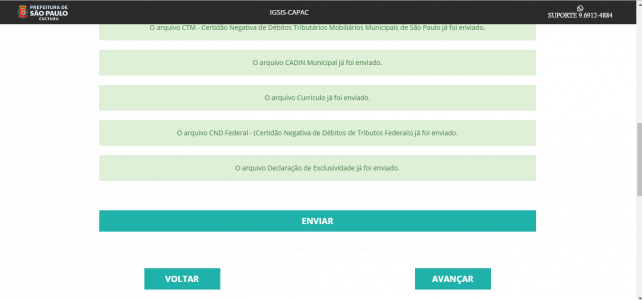 PREFEITURA DE
SÃO PAULO
CULTURA
IGSIS-CAPAC
SUPORTE 9.6912-4884
O arquivo CTM - Certidão Negativa de Débitos Tributários Mobiliários Municipais de São Paulo já foi enviado.
O arquivo CADIN Municipal já foi enviado.
O arquivo Currículo já foi enviado.
O arquivo CND Federal - (Certidão Negativa de Débitos de Tributos Federais) já foi enviado.
O arquivo Declaração de Exclusividade já foi enviado.
ENVIAR
VOLTAR
AVANÇAR